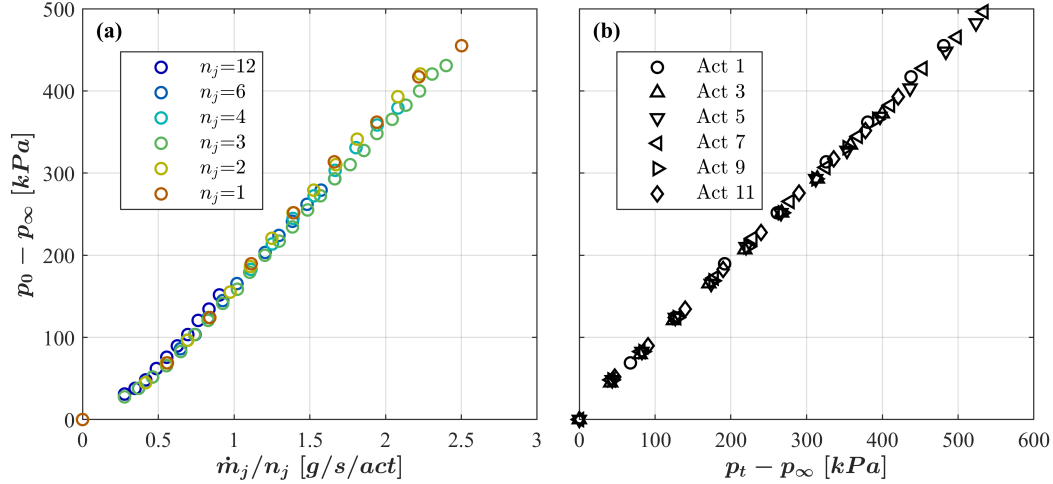 (a)
n_j=12
n_j=6
n_j=4
n_j=3
n_j=2
n_j=1
500
400
300
200
100
0
p_0 − p_∞ [kPa]
0 0.5 1 1.5 2 2.5 3
ṁ_j/n_j [g/s/act]
(b)
Act 1
Act 3
Act 5
Act 7
Act 9
Act 11
0 100 200 300 400 500 600
p_t − p_∞ [kPa]